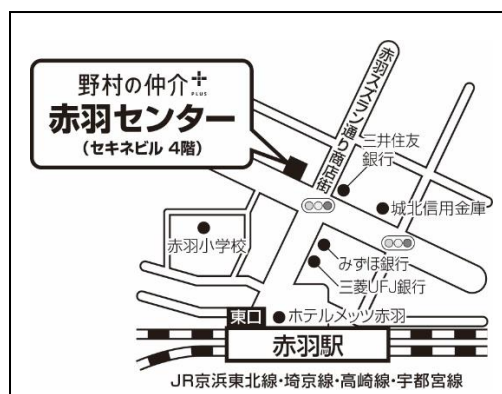 野村の仲介+
PLUS
赤羽センター
(セキネビル 4階)
赤羽スズラン通り商店街
三井住友
銀行
城北信用金庫
赤羽小学校
みずほ銀行
三菱UFJ銀行
東口
ホテルメッツ赤羽
赤羽駅
JR京浜東北線・埼京線・高崎線・宇都宮線